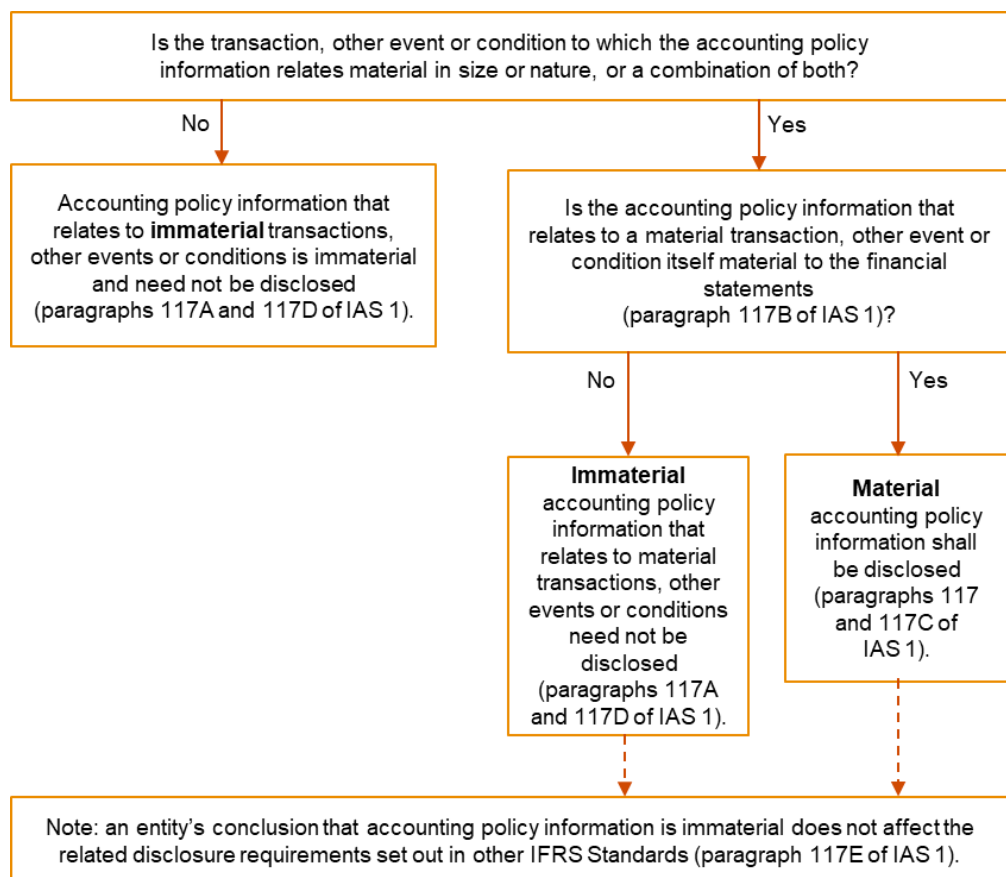 Is the transaction, other event or condition to which the accounting policy
information relates material in size or nature, or a combination of both?
No
Yes
Accounting policy information that
relates to immaterial transactions,
other events or conditions is immaterial
and need not be disclosed
(paragraphs 117A and 117D of IAS 1).
Is the accounting policy information that
relates to a material transaction, other event or
condition itself material to the financial
statements
(paragraph 117B of IAS 1)?
No
Yes
Immaterial
accounting policy
information that
relates to material
transactions, other
events or conditions
need not be
disclosed
(paragraphs 117A
and 117D of IAS 1).
Material
accounting policy
information shall
be disclosed
(paragraphs 117
and 117C of
IAS 1).
Note: an entity's conclusion that accounting policy information is immaterial does not affect the
related disclosure requirements set out in other IFRS Standards (paragraph 117E of IAS 1).